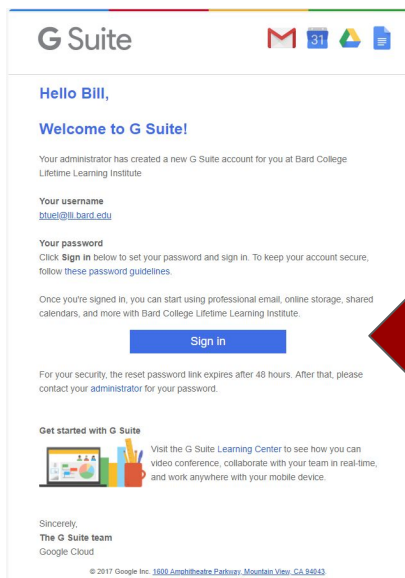 G Suite
31
Hello Bill,
Welcome to G Suite!
Your administrator has created a new G Suite account for you at Bard College
Lifetime Learning Institute
Your username
btuel@lli.bard.edu
Your password
Click Sign in below to set your password and sign in. To keep your account secure,
follow these password guidelines.
Once you're signed in, you can start using professional email, online storage, shared
calendars, and more with Bard College Lifetime Learning Institute.
Sign in
For your security, the reset password link expires after 48 hours. After that, please
contact your administrator for your password.
Get started with G Suite
Visit the G Suite Learning Center to see how you can
video conference, collaborate with your team in real-time,
and work anywhere with your mobile device.
Sincerely,
The G Suite team
Google Cloud
© 2017 Google Inc. 1600 Amphitheatre Parkway, Mountain View, CA 94043.